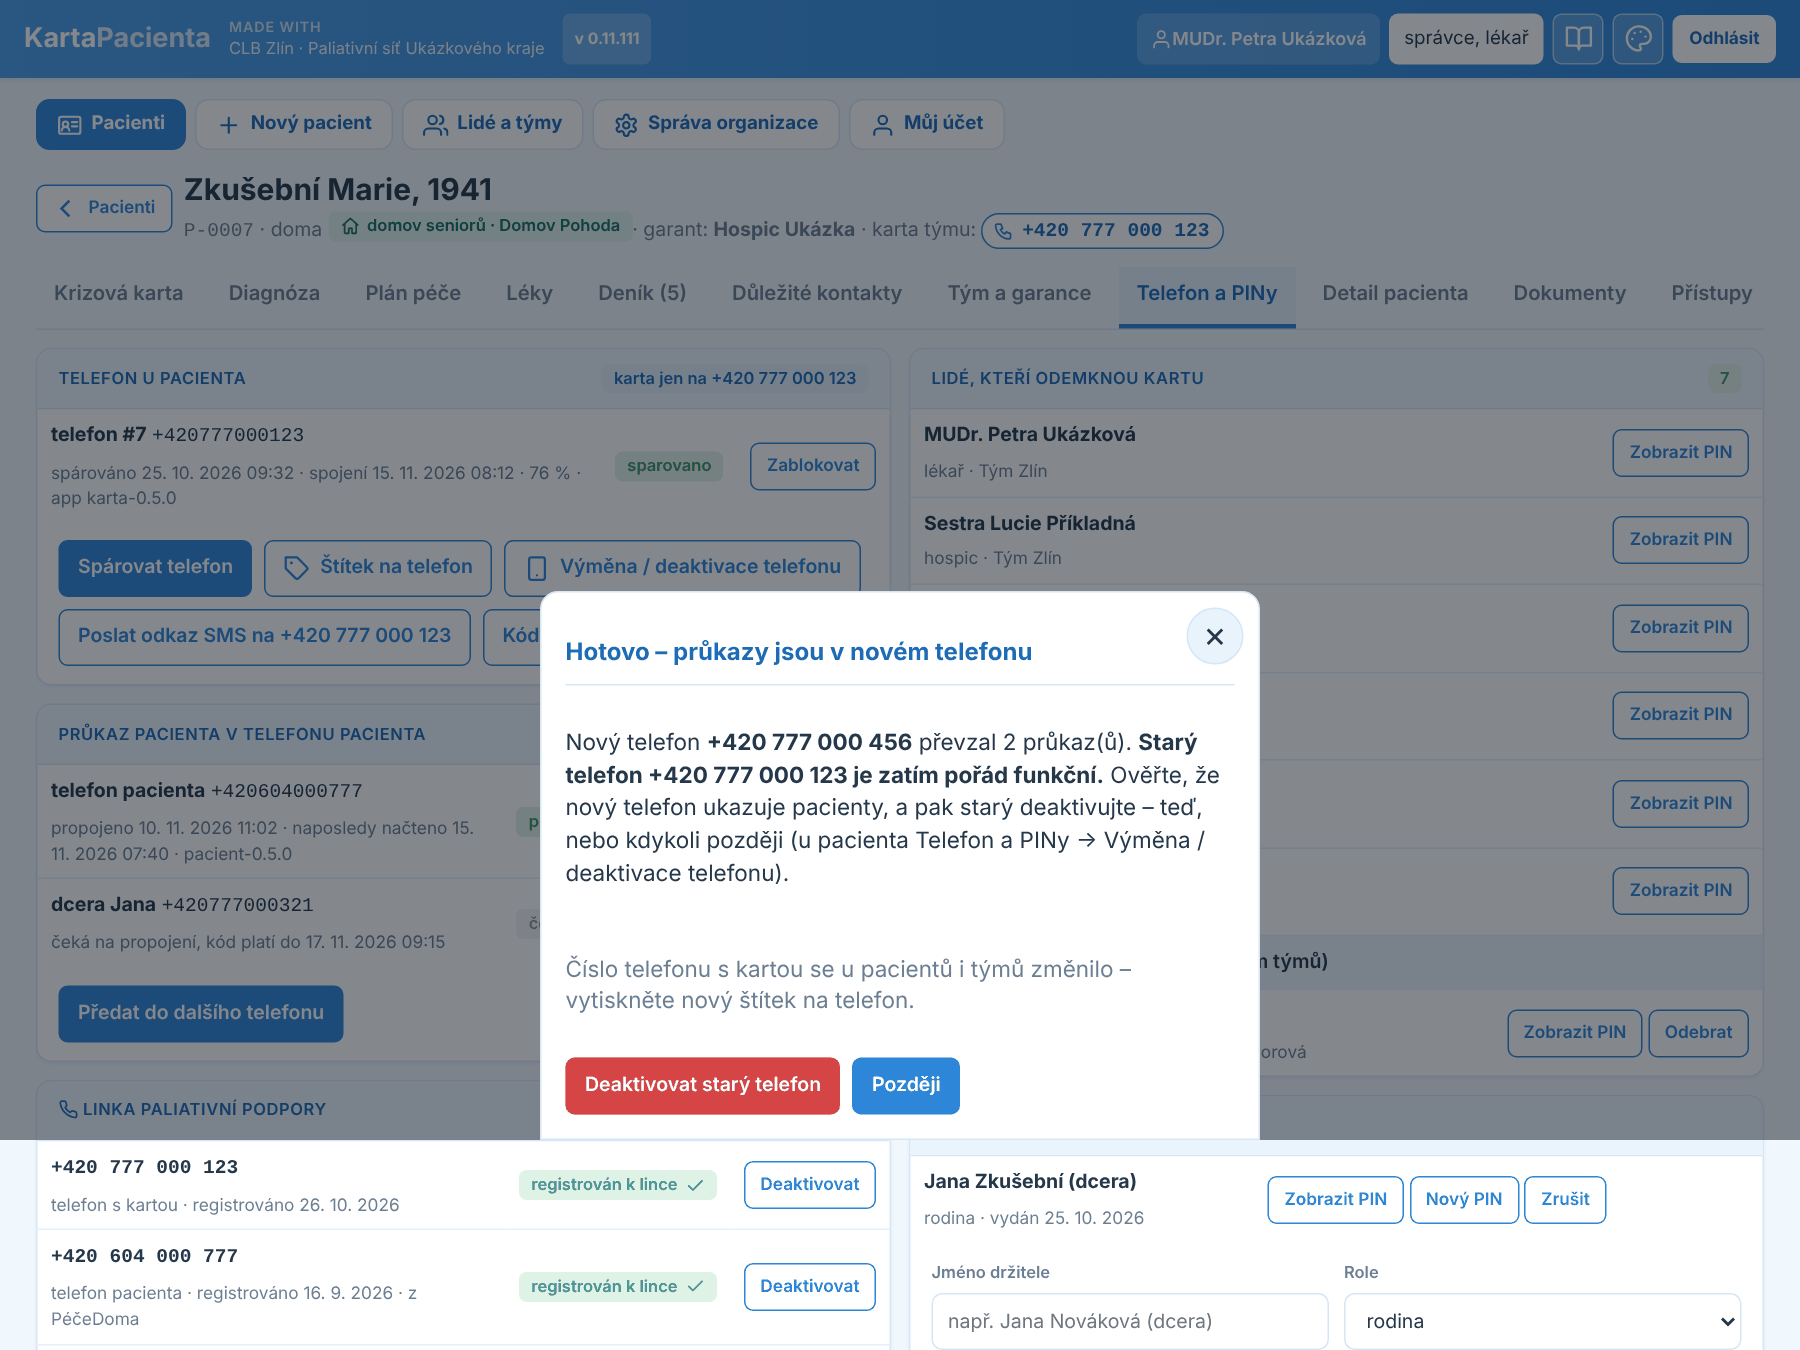 KartaPacienta
MADE WITH
CLB Zlín · Paliativní síť Ukázkového kraje
v 0.11.111
MUDr. Petra Ukázková
správce, lékař
Odhlásit
Pacienti
Nový pacient
Lidé a týmy
Správa organizace
Můj účet
Pacienti
Zkušební Marie, 1941
P-0007 · doma
domov seniorů · Domov Pohoda
· garant: Hospic Ukázka · karta týmu:
+420 777 000 123
Krizová karta
Diagnóza
Plán péče
Léky
Deník (5)
Důležité kontakty
Tým a garance
Telefon a PINy
Detail pacienta
Dokumenty
Přístupy
TELEFON U PACIENTA
karta jen na +420 777 000 123
telefon #7 +420777000123
spárováno 25. 10. 2026 09:32 · spojení 15. 11. 2026 08:12 · 76 % ·
app karta-0.5.0
sparovano
Zablokovat
Spárovat telefon
Štítek na telefon
Výměna / deaktivace telefonu
Poslat odkaz SMS na +420 777 000 123
Kód
PRŮKAZ PACIENTA V TELEFONU PACIENTA
telefon pacienta +420604000777
propojeno 10. 11. 2026 11:02 · naposledy načteno 15.
11. 2026 07:40 · pacient-0.5.0
p
dcera Jana +420777000321
čeká na propojení, kód platí do 17. 11. 2026 09:15
č
Předat do dalšího telefonu
LINKA PALIATIVNÍ PODPORY
+420 777 000 123
telefon s kartou · registrováno 26. 10. 2026
registrován k lince
Deaktivovat
+420 604 000 777
telefon pacienta · registrováno 16. 9. 2026 · z
PéčeDoma
registrován k lince
Deaktivovat
LIDÉ, KTEŘÍ ODEMKNOU KARTU
7
MUDr. Petra Ukázková
lékař · Tým Zlín
Zobrazit PIN
Sestra Lucie Příkladná
hospic · Tým Zlín
Zobrazit PIN
Zobrazit PIN
Zobrazit PIN
Zobrazit PIN
Zobrazit PIN
n týmů)
orová
Zobrazit PIN
Odebrat
Jana Zkušební (dcera)
rodina · vydán 25. 10. 2026
Zobrazit PIN
Nový PIN
Zrušit
Jméno držitele
Role
např. Jana Nováková (dcera)
rodina
Hotovo – průkazy jsou v novém telefonu
Nový telefon +420 777 000 456 převzal 2 průkaz(ů). Starý
telefon +420 777 000 123 je zatím pořád funkční. Ověřte, že
nový telefon ukazuje pacienty, a pak starý deaktivujte – teď,
nebo kdykoli později (u pacienta Telefon a PINy → Výměna /
deaktivace telefonu).
Číslo telefonu s kartou se u pacientů i týmů změnilo –
vytiskněte nový štítek na telefon.
Deaktivovat starý telefon
Později